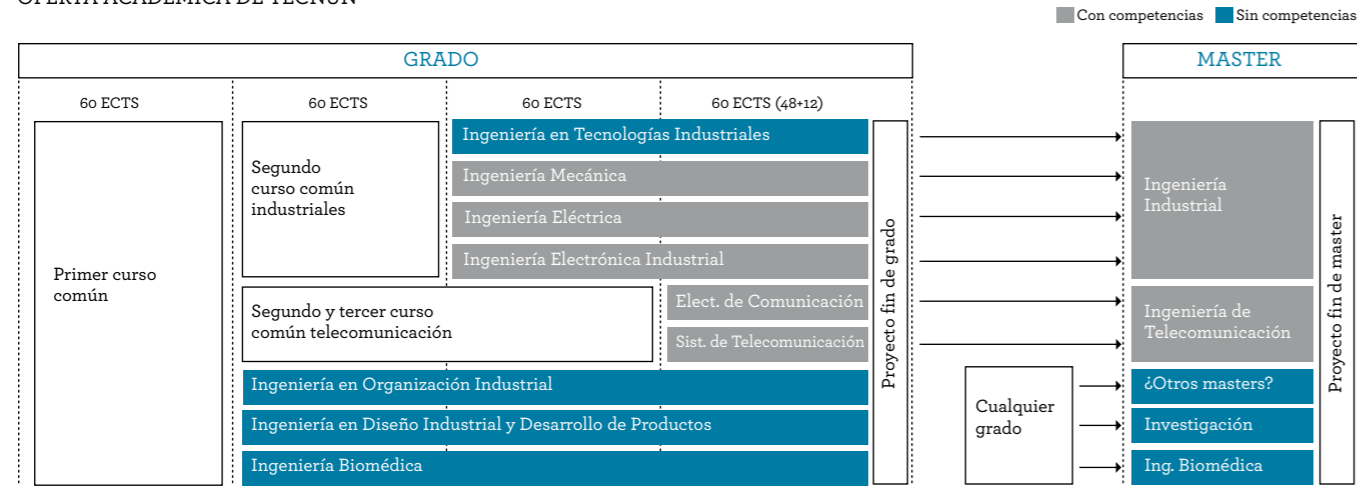 OFERTA ACADÉMICA DE TECNUN
Con competencias
Sin competencias
GRADO
MASTER
60 ECTS
60 ECTS
60 ECTS
60 ECTS (48+12)
Primer curso
común
Segundo
curso común
industriales
Segundo y tercer curso
común telecomunicación
Ingeniería en Tecnologías Industriales
Ingeniería Mecánica
Ingeniería Eléctrica
Ingeniería Electrónica Industrial
Elect. de Comunicación
Sist. de Telecomunicación
Ingeniería en Organización Industrial
Ingeniería en Diseño Industrial y Desarrollo de Productos
Ingeniería Biomédica
Proyecto fin de grado
Cualquier
grado
Ingeniería
Industrial
Ingeniería de
Telecomunicación
¿Otros masters?
Investigación
Ing. Biomédica
Proyecto fin de master